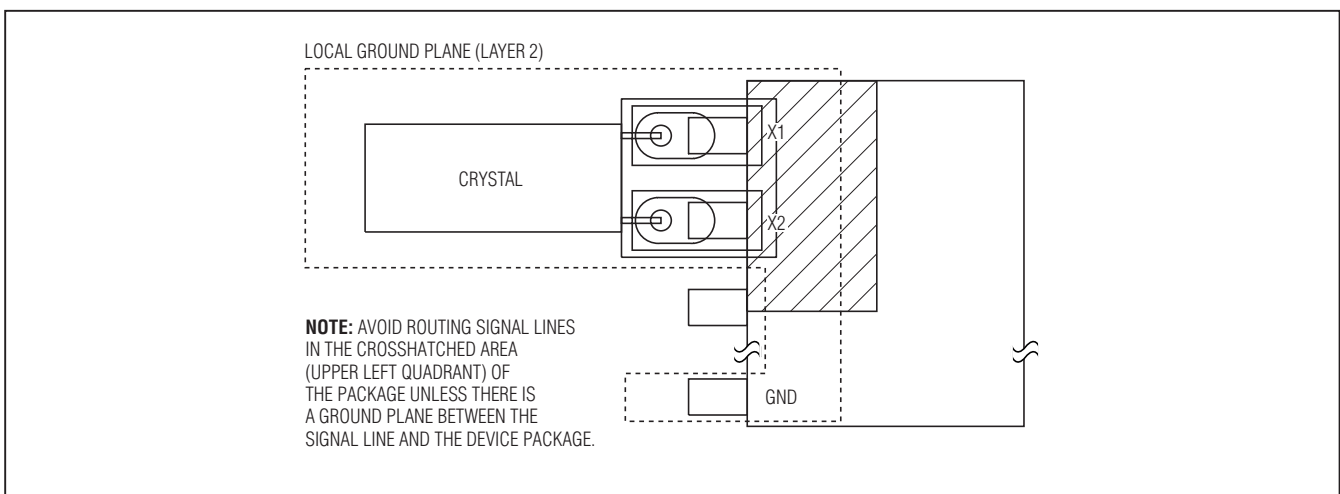 LOCAL GROUND PLANE (LAYER 2)
X1
CRYSTAL
X2
NOTE: AVOID ROUTING SIGNAL LINES
IN THE CROSSHATCHED AREA
(UPPER LEFT QUADRANT) OF
THE PACKAGE UNLESS THERE IS
A GROUND PLANE BETWEEN THE
SIGNAL LINE AND THE DEVICE PACKAGE.
GND